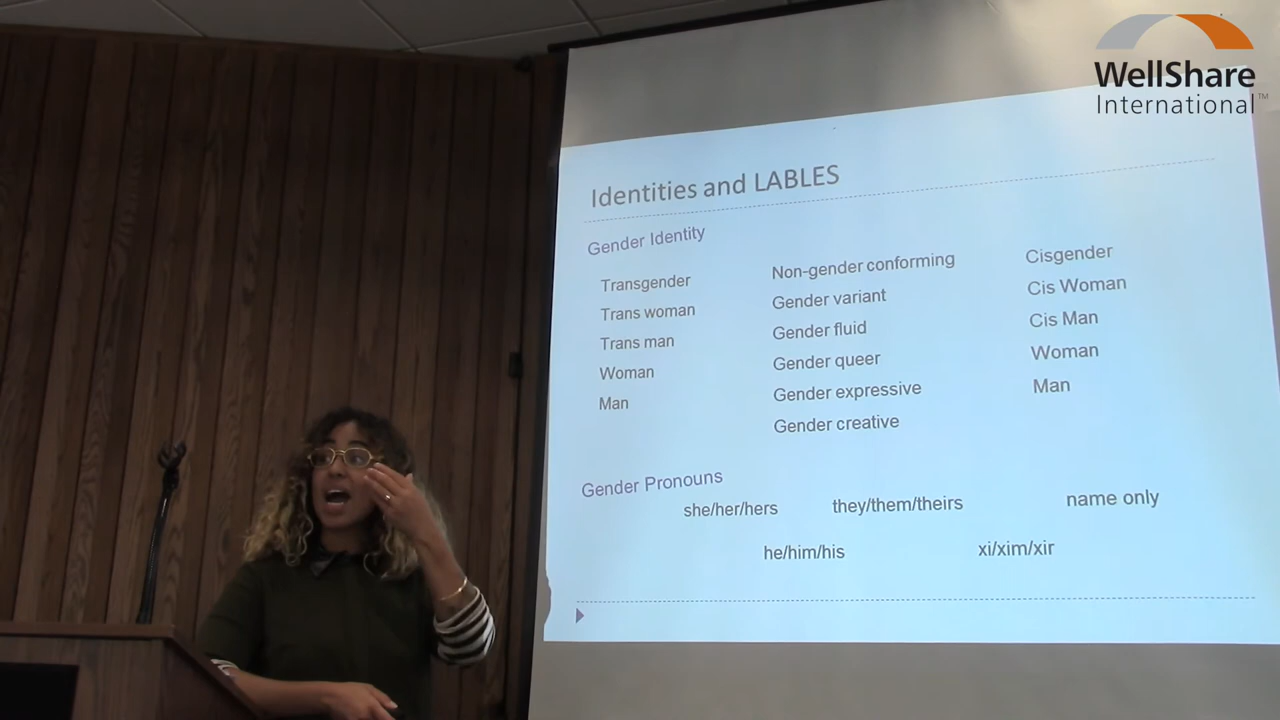 WellShare
International™
Identities and LABLES
Gender Identity
Transgender
Trans woman
Trans man
Woman
Man
Non-gender conforming
Gender variant
Gender fluid
Gender queer
Gender expressive
Gender creative
Cisgender
Cis Woman
Cis Man
Woman
Man
Gender Pronouns
she/her/hers they/them/theirs name only
he/him/his xi/xim/xir